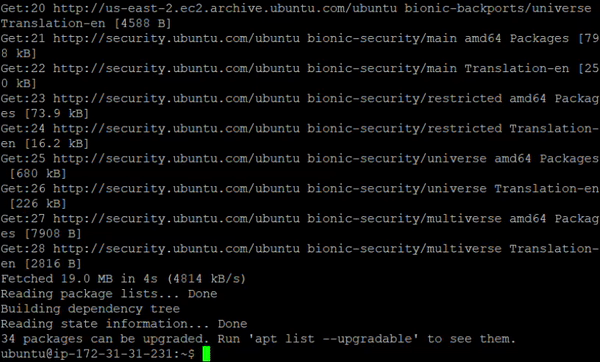 Get:20 http://us-east-2.ec2.archive.ubuntu.com/ubuntu bionic-backports/universe
Translation-en [4588 B]
Get:21 http://security.ubuntu.com/ubuntu bionic-security/main amd64 Packages [79
8 kB]
Get:22 http://security.ubuntu.com/ubuntu bionic-security/main Translation-en [25
0 kB]
Get:23 http://security.ubuntu.com/ubuntu bionic-security/restricted amd64 Packag
es [73.9 kB]
Get:24 http://security.ubuntu.com/ubuntu bionic-security/restricted Translation-
en [16.2 kB]
Get:25 http://security.ubuntu.com/ubuntu bionic-security/universe amd64 Packages
 [680 kB]
Get:26 http://security.ubuntu.com/ubuntu bionic-security/universe Translation-en
 [226 kB]
Get:27 http://security.ubuntu.com/ubuntu bionic-security/multiverse amd64 Packag
es [7908 B]
Get:28 http://security.ubuntu.com/ubuntu bionic-security/multiverse Translation-
en [2816 B]
Fetched 19.0 MB in 4s (4814 kB/s)
Reading package lists... Done
Building dependency tree
Reading state information... Done
34 packages can be upgraded. Run 'apt list --upgradable' to see them.
ubuntu@ip-172-31-31-231:~$